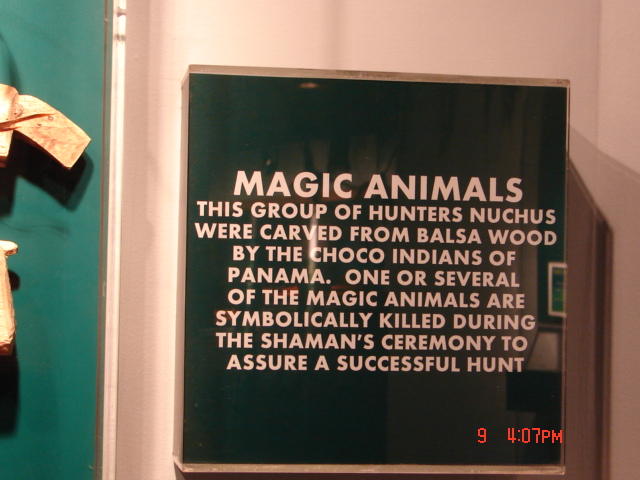 MAGIC ANIMALS
THIS GROUP OF HUNTERS NUCHUS
WERE CARVED FROM BALSA WOOD
BY THE CHOCO INDIANS OF
PANAMA. ONE OR SEVERAL
OF THE MAGIC ANIMALS ARE
SYMBOLICALLY KILLED DURING
THE SHAMAN'S CEREMONY TO
ASSURE A SUCCESSFUL HUNT
9 4:07PM